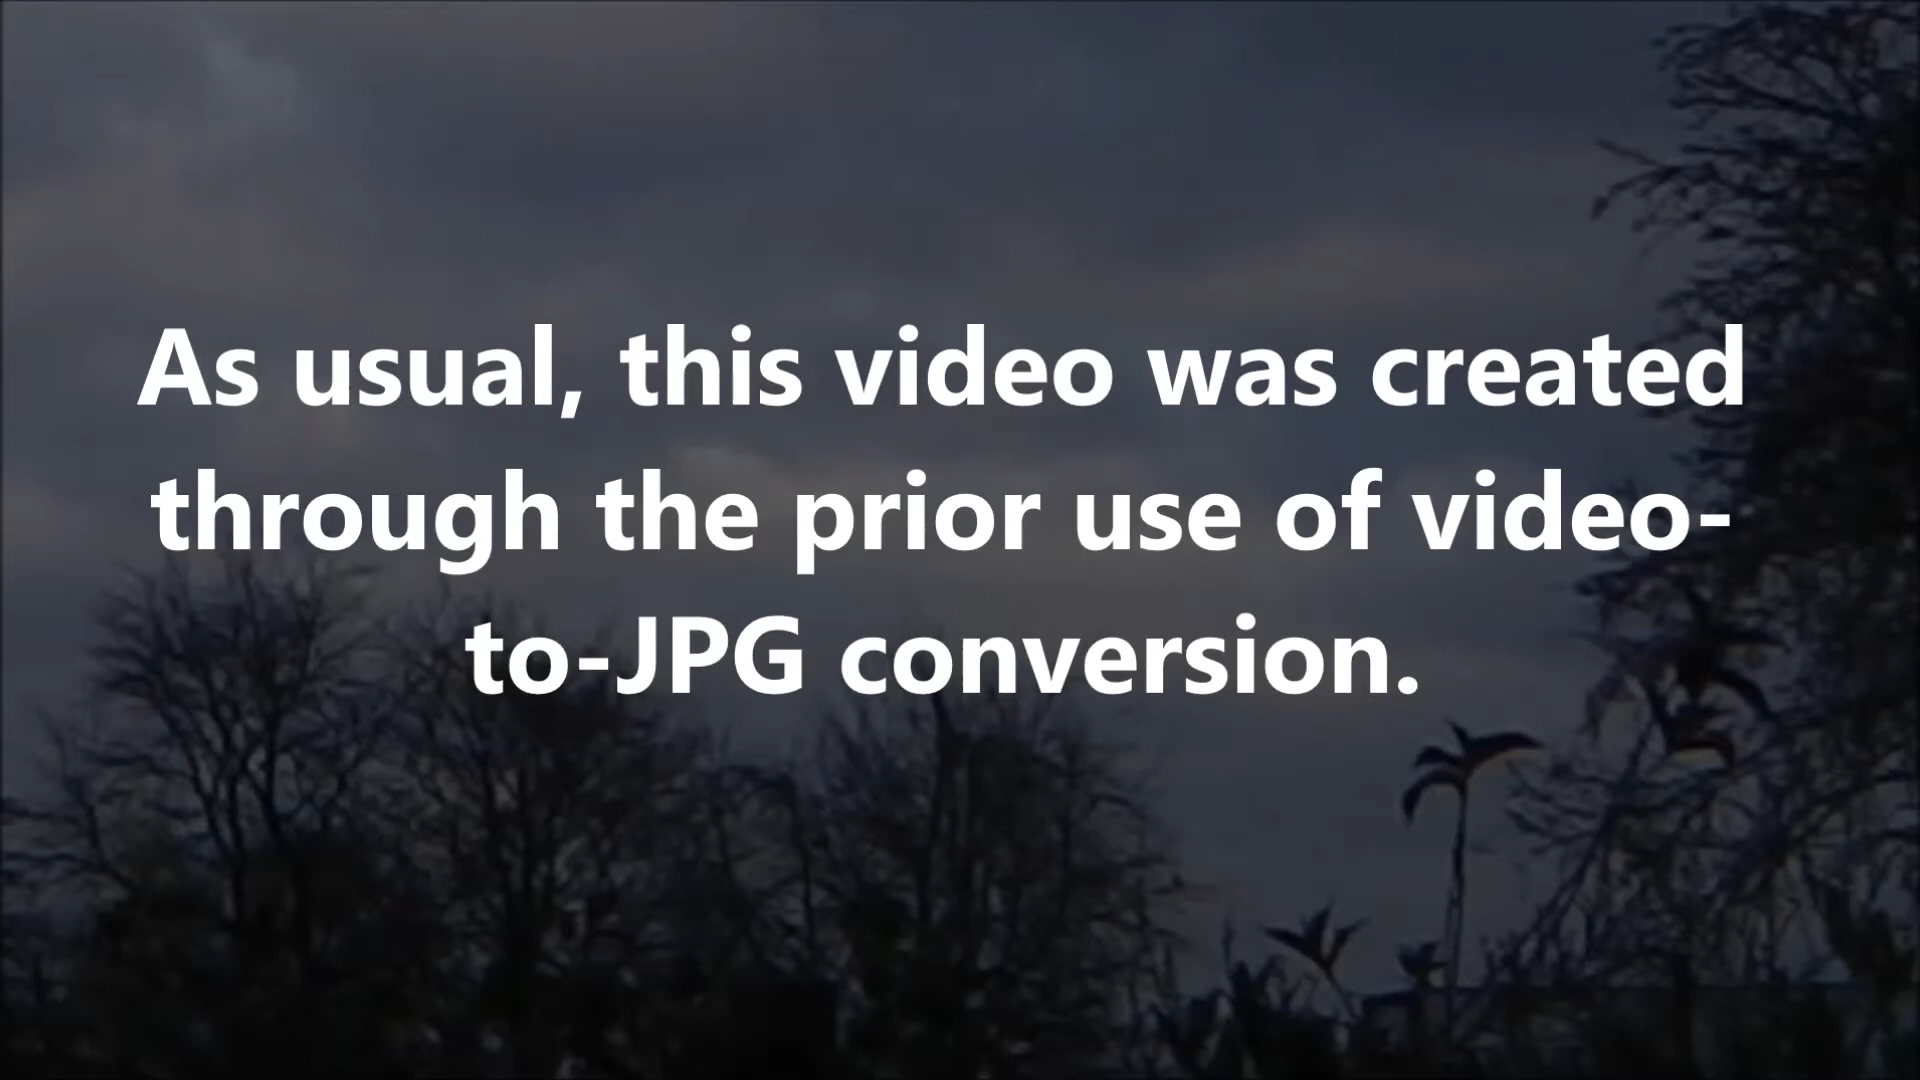 As usual, this video was created
through the prior use of video-
to-JPG conversion.